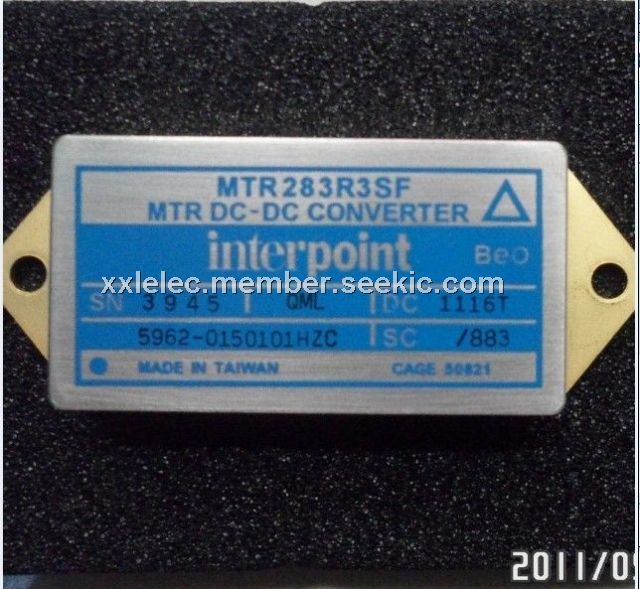 MTR283R3SF
MTR DC-DC CONVERTER
interpoint BeO
xxlelec.member.seekic.com
SN 3945 QML DC 1116T
5962-0150101HZC SC /883
MADE IN TAIWAN CAGE 50821
2011/09